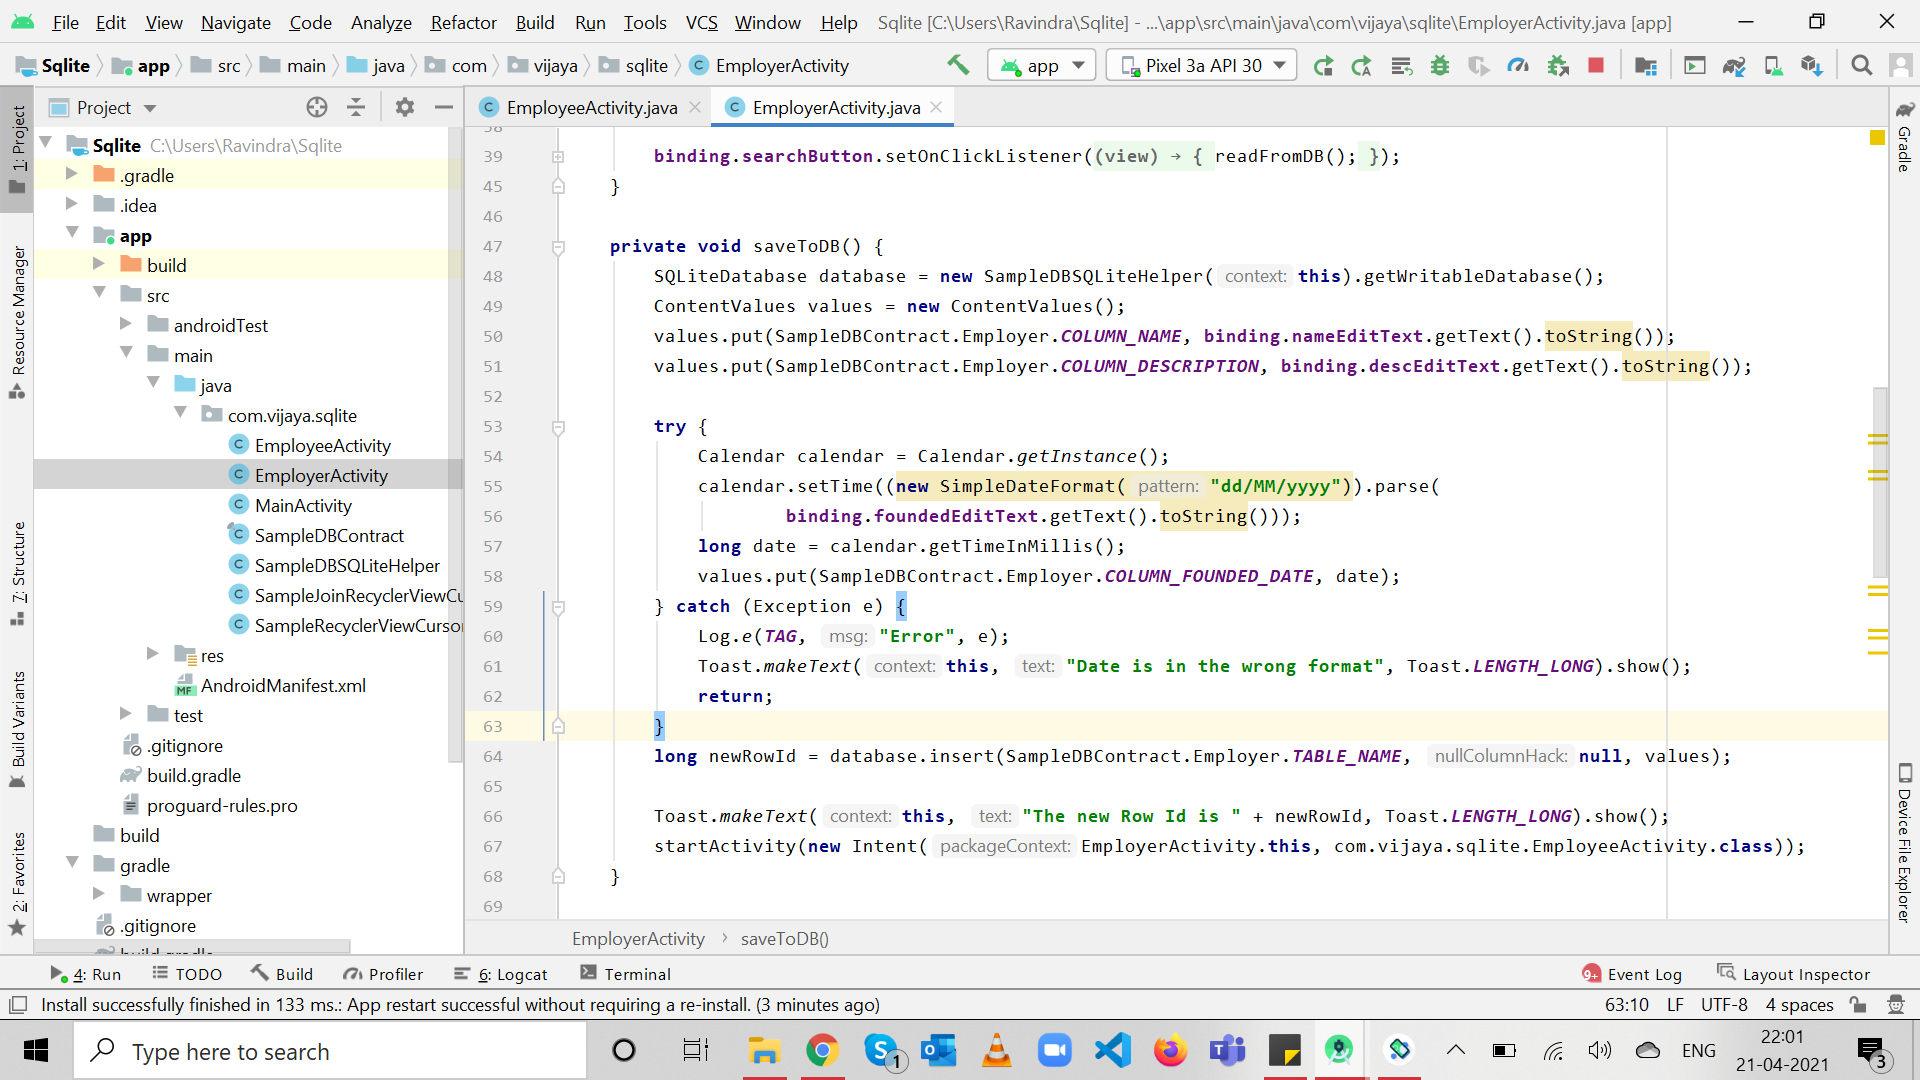 File Edit View Navigate Code Analyze Refactor Build Run Tools VCS Window Help Sqlite [C:\Users\Ravindra\Sqlite] - ...\app\src\main\java\com\vijaya\sqlite\EmployerActivity.java [app]
Sqlite app src main java com vijaya sqlite EmployerActivity app Pixel 3a API 30
Project
EmployeeActivity.java EmployerActivity.java
1: Project
Resource Manager
7: Structure
Build Variants
2: Favorites
Sqlite C:\Users\Ravindra\Sqlite
.gradle
.idea
app
build
src
androidTest
main
java
com.vijaya.sqlite
EmployeeActivity
EmployerActivity
MainActivity
SampleDBContract
SampleDBSQLiteHelper
SampleJoinRecyclerViewCu
SampleRecyclerViewCursor
res
AndroidManifest.xml
test
.gitignore
build.gradle
proguard-rules.pro
build
gradle
wrapper
.gitignore
build.gradle
38
39 binding.searchButton.setOnClickListener((view) → { readFromDB(); });
45 }
46
47 private void saveToDB() {
48 SQLiteDatabase database = new SampleDBSQLiteHelper( context: this).getWritableDatabase();
49 ContentValues values = new ContentValues();
50 values.put(SampleDBContract.Employer.COLUMN_NAME, binding.nameEditText.getText().toString());
51 values.put(SampleDBContract.Employer.COLUMN_DESCRIPTION, binding.descEditText.getText().toString());
52
53 try {
54 Calendar calendar = Calendar.getInstance();
55 calendar.setTime((new SimpleDateFormat( pattern: "dd/MM/yyyy")).parse(
56 binding.foundedEditText.getText().toString()));
57 long date = calendar.getTimeInMillis();
58 values.put(SampleDBContract.Employer.COLUMN_FOUNDED_DATE, date);
59 } catch (Exception e) {
60 Log.e(TAG, msg: "Error", e);
61 Toast.makeText( context: this, text: "Date is in the wrong format", Toast.LENGTH_LONG).show();
62 return;
63 }
64 long newRowId = database.insert(SampleDBContract.Employer.TABLE_NAME, nullColumnHack: null, values);
65
66 Toast.makeText( context: this, text: "The new Row Id is " + newRowId, Toast.LENGTH_LONG).show();
67 startActivity(new Intent( packageContext: EmployerActivity.this, com.vijaya.sqlite.EmployeeActivity.class));
68 }
69
EmployerActivity saveToDB()
Gradle
Device File Explorer
4: Run TODO Build Profiler 6: Logcat Terminal 9+ Event Log Layout Inspector
Install successfully finished in 133 ms.: App restart successful without requiring a re-install. (3 minutes ago) 63:10 LF UTF-8 4 spaces
Type here to search 1 ENG 22:01
21-04-2021 3